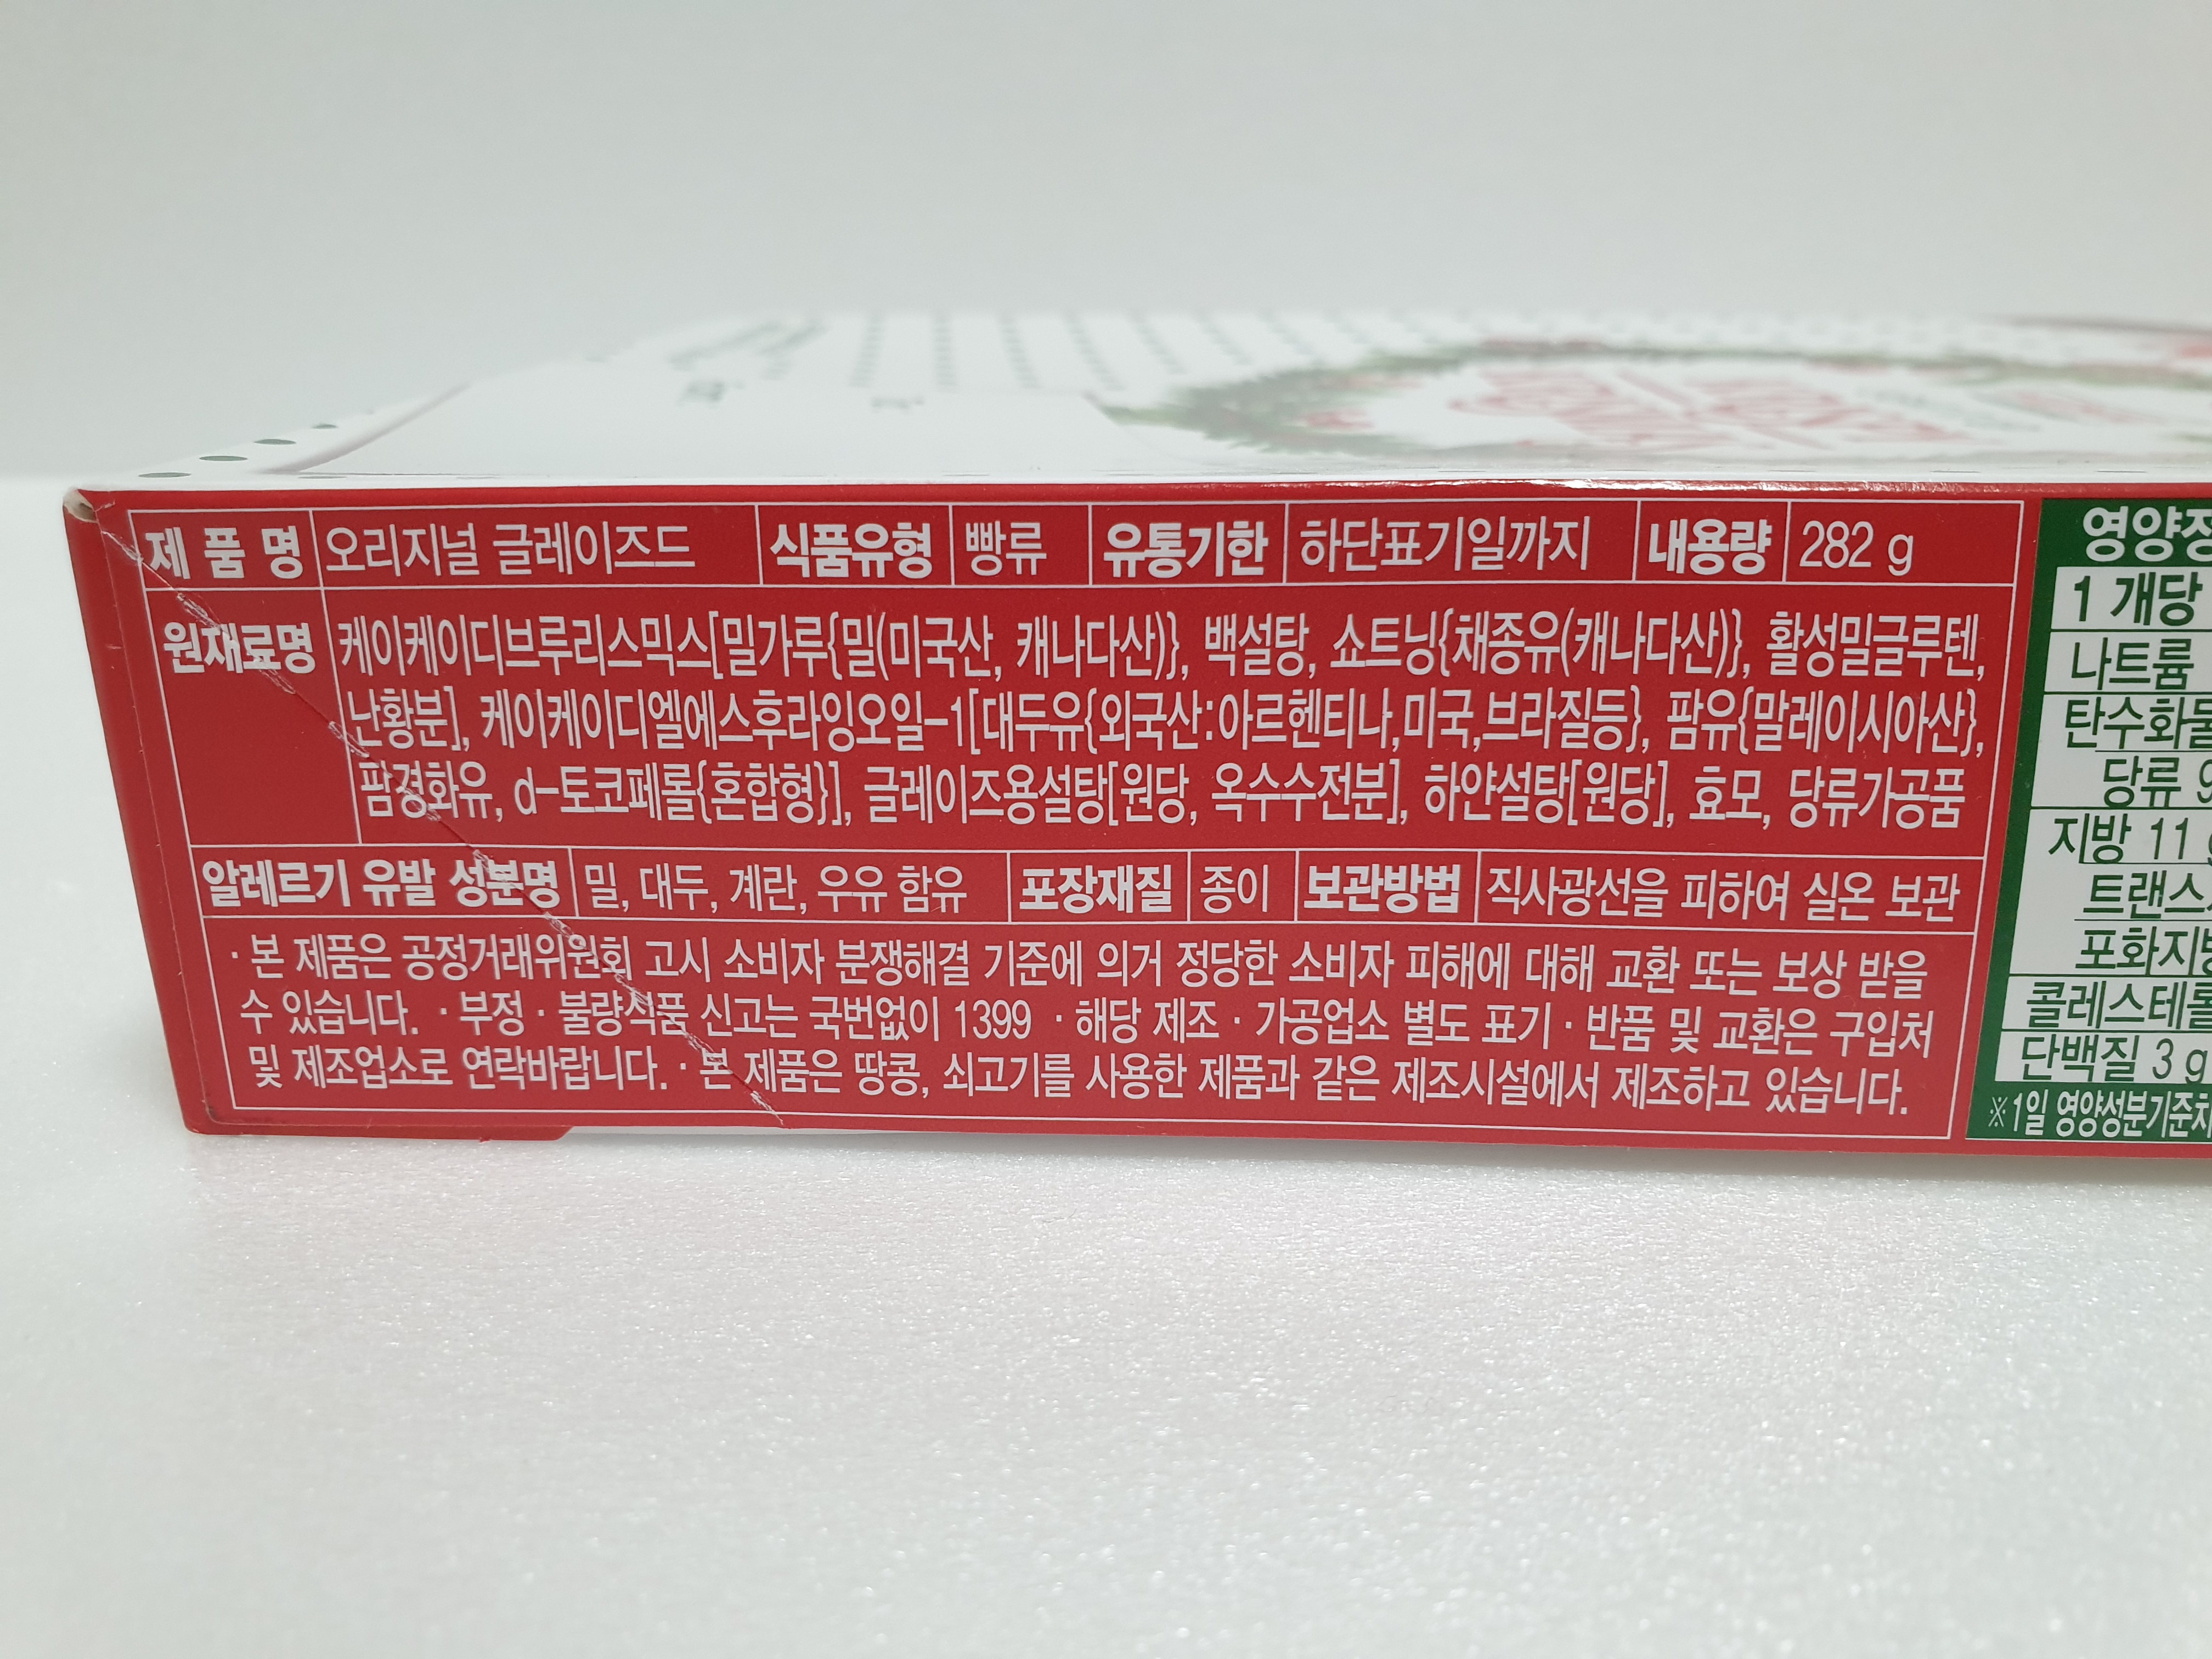 제 품 명 오리지널 글레이즈드 식품유형 빵류 유통기한 하단표기일까지 내용량 282 g
원재료명 케이케이디브루리스믹스[밀가루{밀(미국산, 캐나다산)}, 백설탕, 쇼트닝{채종유(캐나다산)}, 활성밀글루텐,
난황분], 케이케이디엘에스후라잉오일-1[대두유{외국산:아르헨티나,미국,브라질등}, 팜유{말레이시아산},
팜경화유, d-토코페롤{혼합형}], 글레이즈용설탕[원당, 옥수수전분], 하얀설탕[원당], 효모, 당류가공품
알레르기 유발 성분명 밀, 대두, 계란, 우유 함유 포장재질 종이 보관방법 직사광선을 피하여 실온 보관
· 본 제품은 공정거래위원회 고시 소비자 분쟁해결 기준에 의거 정당한 소비자 피해에 대해 교환 또는 보상 받을
수 있습니다. · 부정 · 불량식품 신고는 국번없이 1399 · 해당 제조 · 가공업소 별도 표기 · 반품 및 교환은 구입처
및 제조업소로 연락바랍니다. · 본 제품은 땅콩, 쇠고기를 사용한 제품과 같은 제조시설에서 제조하고 있습니다.
영양정
1 개당
나트륨
탄수화물
당류 9
지방 11 g
트랜스
포화지방
콜레스테롤
단백질 3 g
※1일 영양성분기준치